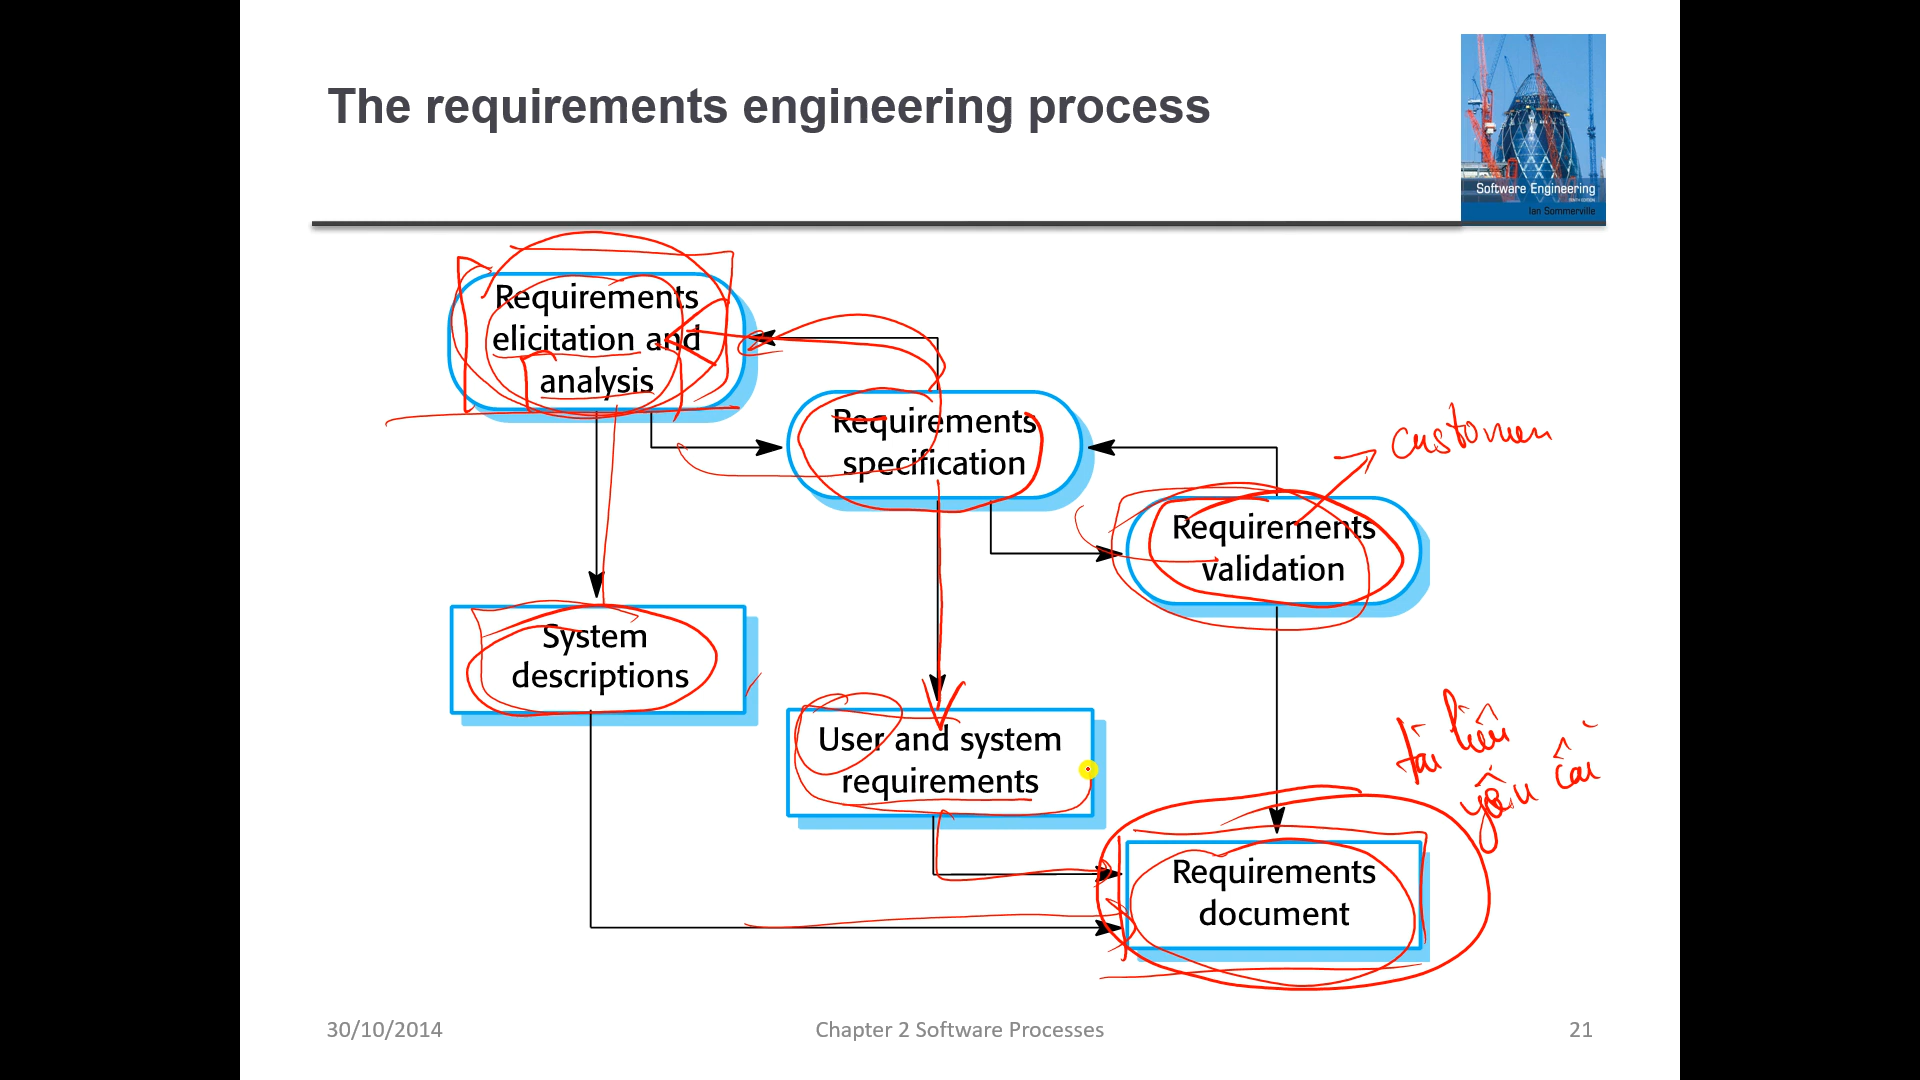 The requirements engineering process
Software Engineering
Ian Sommerville
Requirements
elicitation and
analysis
Requirements
specification
customer
Requirements
validation
System
descriptions
User and system
requirements
tài liệu
yêu cầu
Requirements
document
30/10/2014
Chapter 2 Software Processes
21